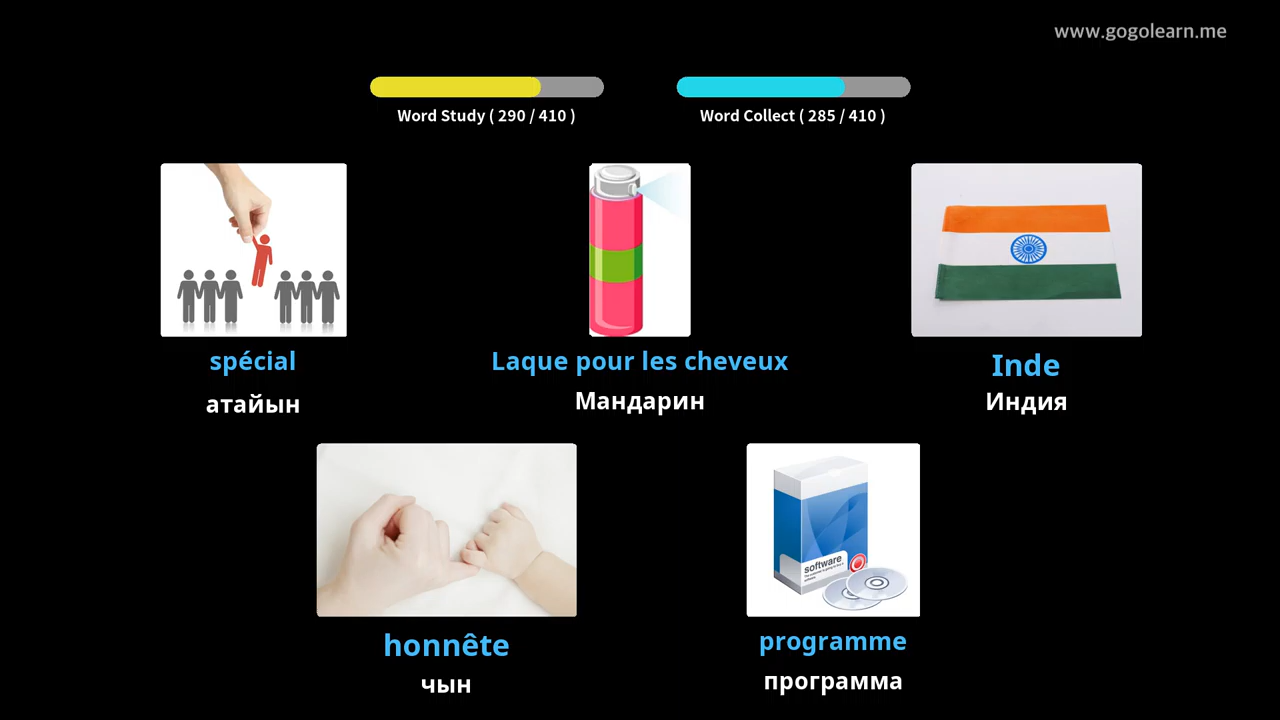 www.gogolearn.me
Word Study ( 290 / 410 )
Word Collect ( 285 / 410 )
spécial
атайын
Laque pour les cheveux
Мандарин
Inde
Индия
honnête
чын
software
programme
программа